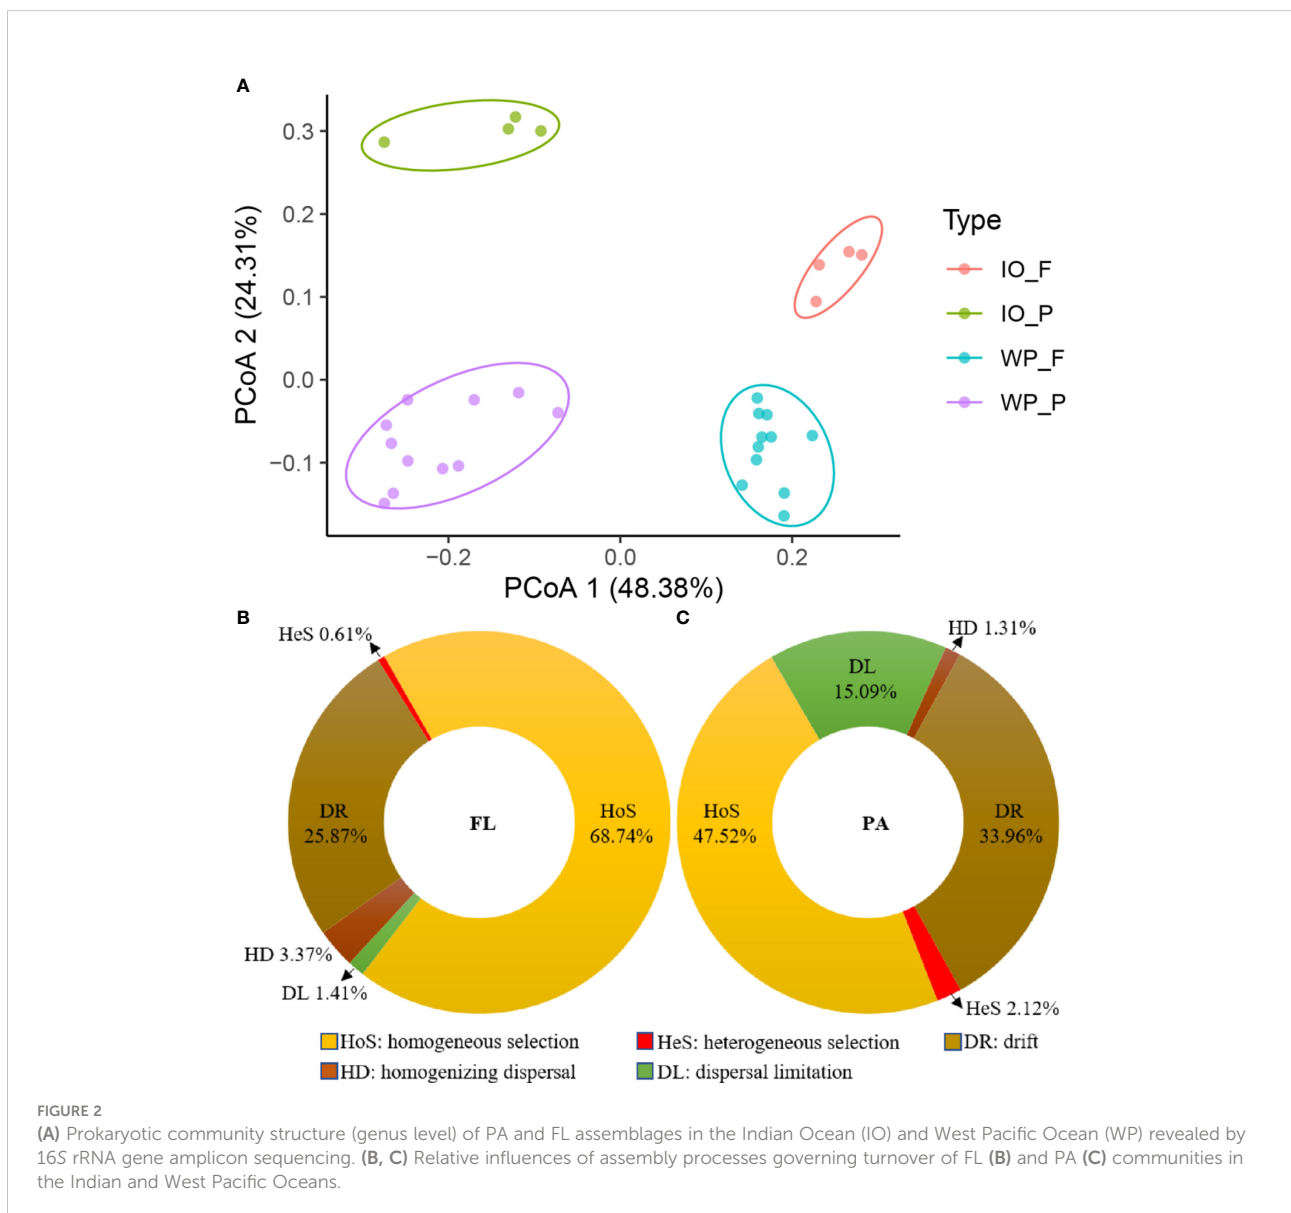 A
PCoA 2 (24.31%)
0.3
0.2
0.1
0.0
−0.1
−0.2
0.0
0.2
PCoA 1 (48.38%)
Type
IO_F
IO_P
WP_F
WP_P
B
HeS 0.61%
DR
25.87%
FL
HoS
68.74%
HD 3.37%
DL 1.41%
C
HD 1.31%
DL
15.09%
HoS
47.52%
PA
DR
33.96%
HeS 2.12%
HoS: homogeneous selection
HeS: heterogeneous selection
DR: drift
HD: homogenizing dispersal
DL: dispersal limitation
FIGURE 2
(A) Prokaryotic community structure (genus level) of PA and FL assemblages in the Indian Ocean (IO) and West Pacific Ocean (WP) revealed by
16S rRNA gene amplicon sequencing. (B, C) Relative influences of assembly processes governing turnover of FL (B) and PA (C) communities in
the Indian and West Pacific Oceans.